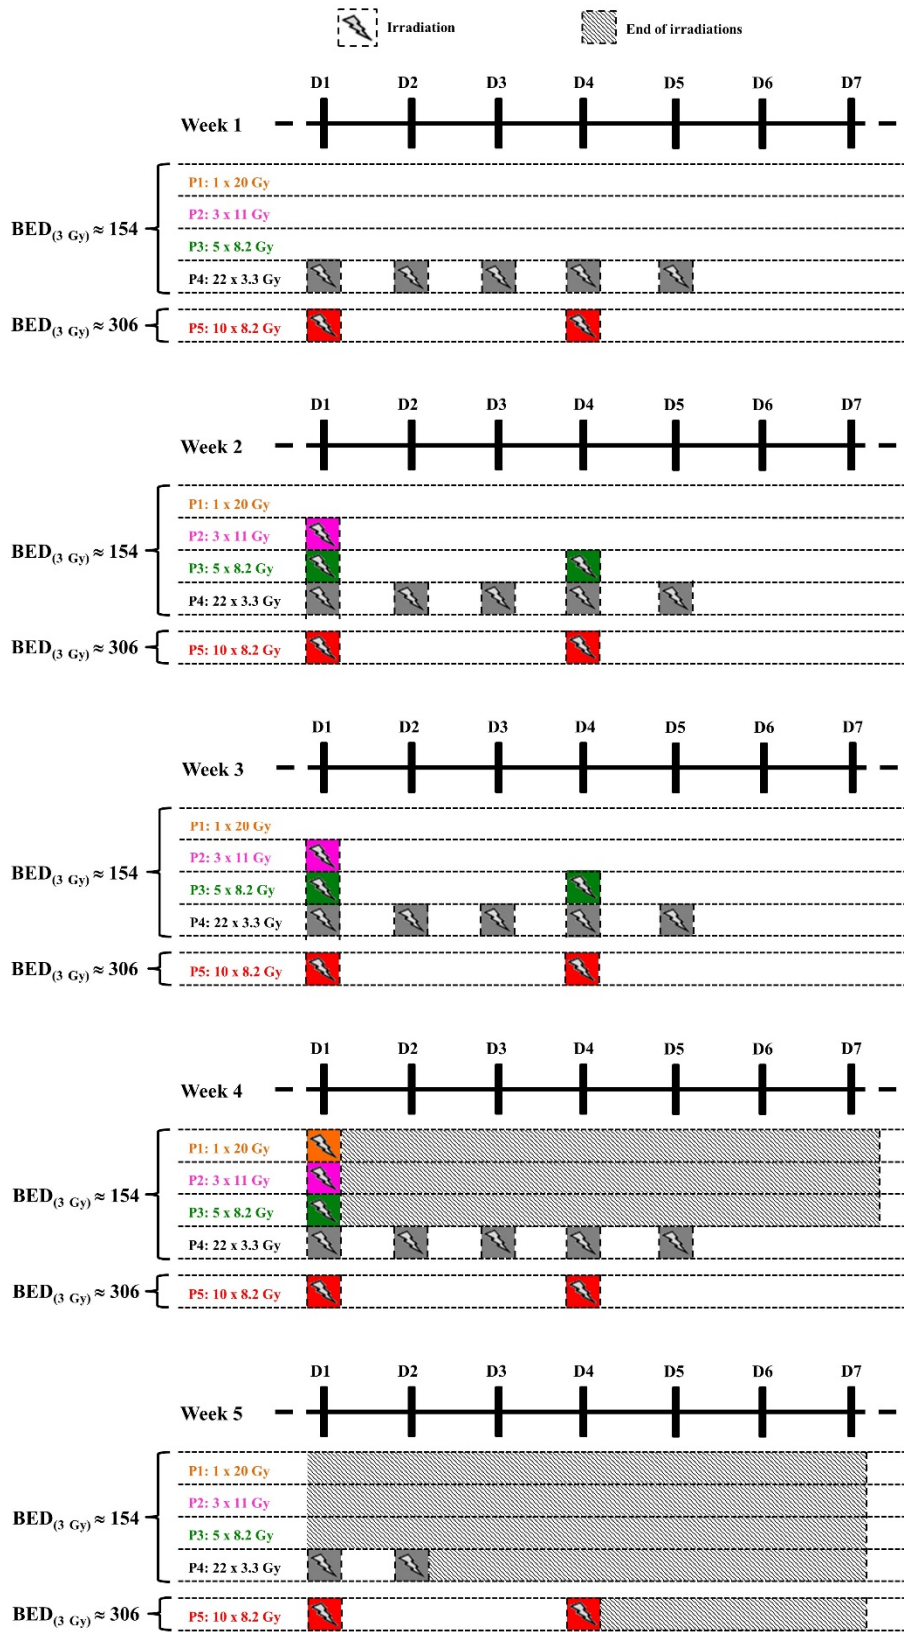 Irradiation End of irradiations
D1 D2 D3 D4 D5 D6 D7
Week 1
P1: 1 x 20 Gy
P2: 3 x 11 Gy
BED(3 Gy) ≈ 154
P3: 5 x 8.2 Gy
P4: 22 x 3.3 Gy
BED(3 Gy) ≈ 306 P5: 10 x 8.2 Gy
D1 D2 D3 D4 D5 D6 D7
Week 2
P1: 1 x 20 Gy
P2: 3 x 11 Gy
BED(3 Gy) ≈ 154
P3: 5 x 8.2 Gy
P4: 22 x 3.3 Gy
BED(3 Gy) ≈ 306 P5: 10 x 8.2 Gy
D1 D2 D3 D4 D5 D6 D7
Week 3
P1: 1 x 20 Gy
P2: 3 x 11 Gy
BED(3 Gy) ≈ 154
P3: 5 x 8.2 Gy
P4: 22 x 3.3 Gy
BED(3 Gy) ≈ 306 P5: 10 x 8.2 Gy
D1 D2 D3 D4 D5 D6 D7
Week 4
P1: 1 x 20 Gy
P2: 3 x 11 Gy
BED(3 Gy) ≈ 154
P3: 5 x 8.2 Gy
P4: 22 x 3.3 Gy
BED(3 Gy) ≈ 306 P5: 10 x 8.2 Gy
D1 D2 D3 D4 D5 D6 D7
Week 5
P1: 1 x 20 Gy
P2: 3 x 11 Gy
BED(3 Gy) ≈ 154
P3: 5 x 8.2 Gy
P4: 22 x 3.3 Gy
BED(3 Gy) ≈ 306 P5: 10 x 8.2 Gy